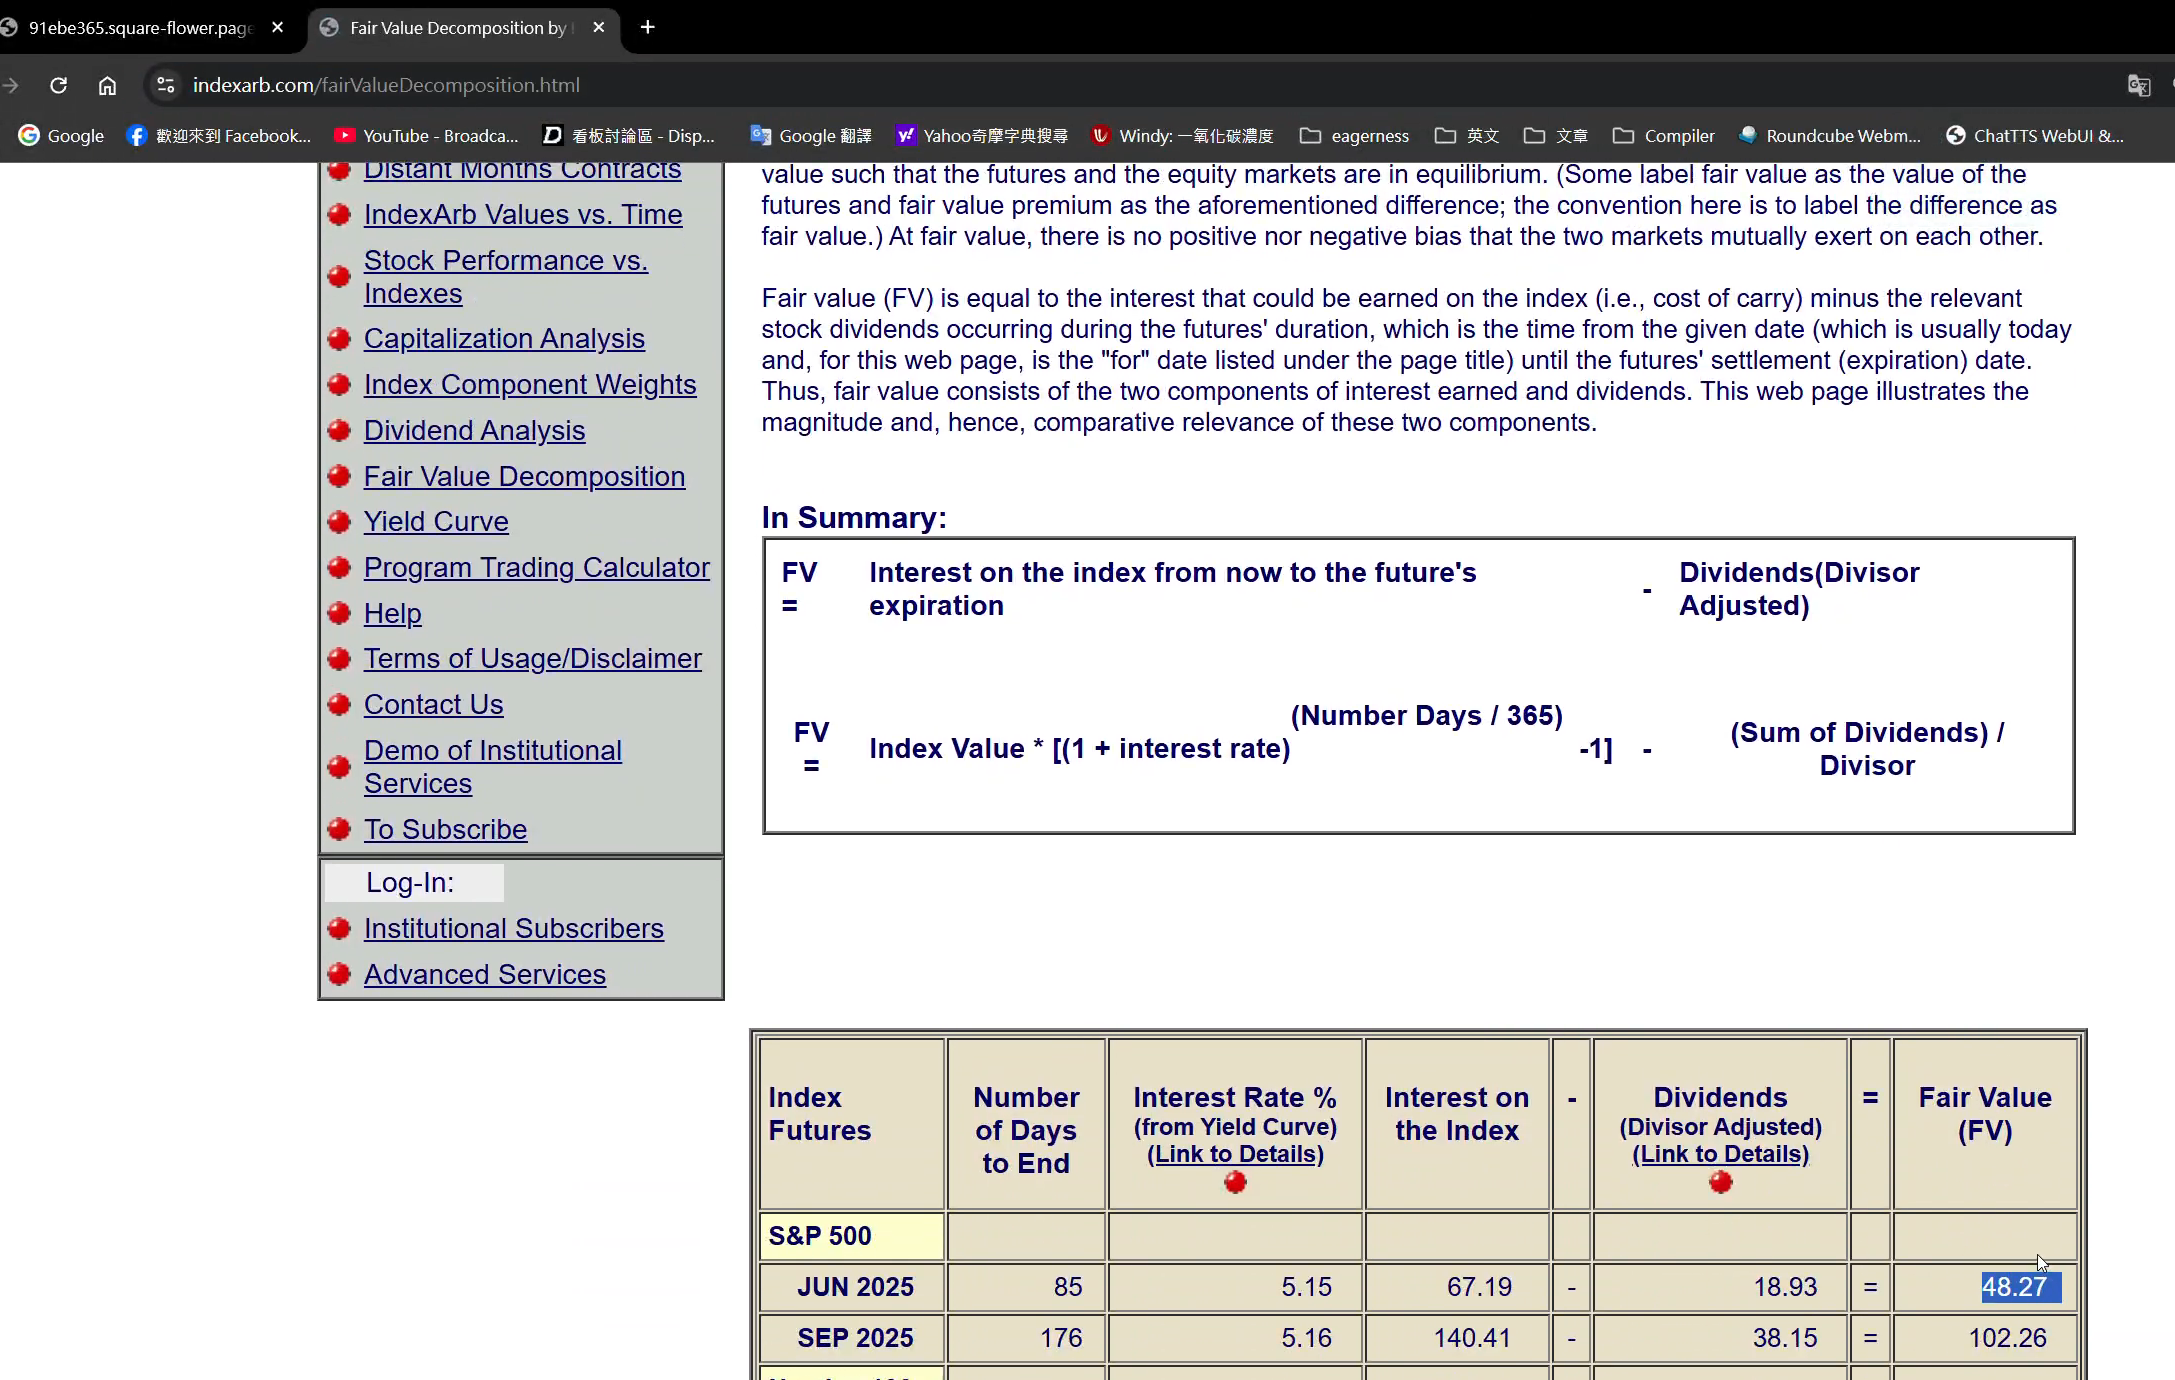 91ebe365.square-flower.page
Fair Value Decomposition by
indexarb.com/fairValueDecomposition.html
Google
歡迎來到 Facebook...
YouTube - Broadca...
看板討論區 - Disp...
Google 翻譯
Yahoo奇摩字典搜尋
Windy: 一氧化碳濃度
eagerness
英文
文章
Compiler
Roundcube Webm...
ChatTTS WebUI &...
Distant Months Contracts
IndexArb Values vs. Time
Stock Performance vs.
Indexes
Capitalization Analysis
Index Component Weights
Dividend Analysis
Fair Value Decomposition
Yield Curve
Program Trading Calculator
Help
Terms of Usage/Disclaimer
Contact Us
Demo of Institutional
Services
To Subscribe
Log-In:
Institutional Subscribers
Advanced Services
value such that the futures and the equity markets are in equilibrium. (Some label fair value as the value of the
futures and fair value premium as the aforementioned difference; the convention here is to label the difference as
fair value.) At fair value, there is no positive nor negative bias that the two markets mutually exert on each other.
Fair value (FV) is equal to the interest that could be earned on the index (i.e., cost of carry) minus the relevant
stock dividends occurring during the futures' duration, which is the time from the given date (which is usually today
and, for this web page, is the "for" date listed under the page title) until the futures' settlement (expiration) date.
Thus, fair value consists of the two components of interest earned and dividends. This web page illustrates the
magnitude and, hence, comparative relevance of these two components.
In Summary:
FV = Interest on the index from now to the future's expiration - Dividends(Divisor Adjusted)
FV = Index Value * [(1 + interest rate) (Number Days / 365) -1] - (Sum of Dividends) / Divisor
Index Futures
Number of Days to End
Interest Rate %
(from Yield Curve)
(Link to Details)
Interest on the Index
-
Dividends
(Divisor Adjusted)
(Link to Details)
=
Fair Value (FV)
S&P 500
JUN 2025 85 5.15 67.19 - 18.93 = 48.27
SEP 2025 176 5.16 140.41 - 38.15 = 102.26